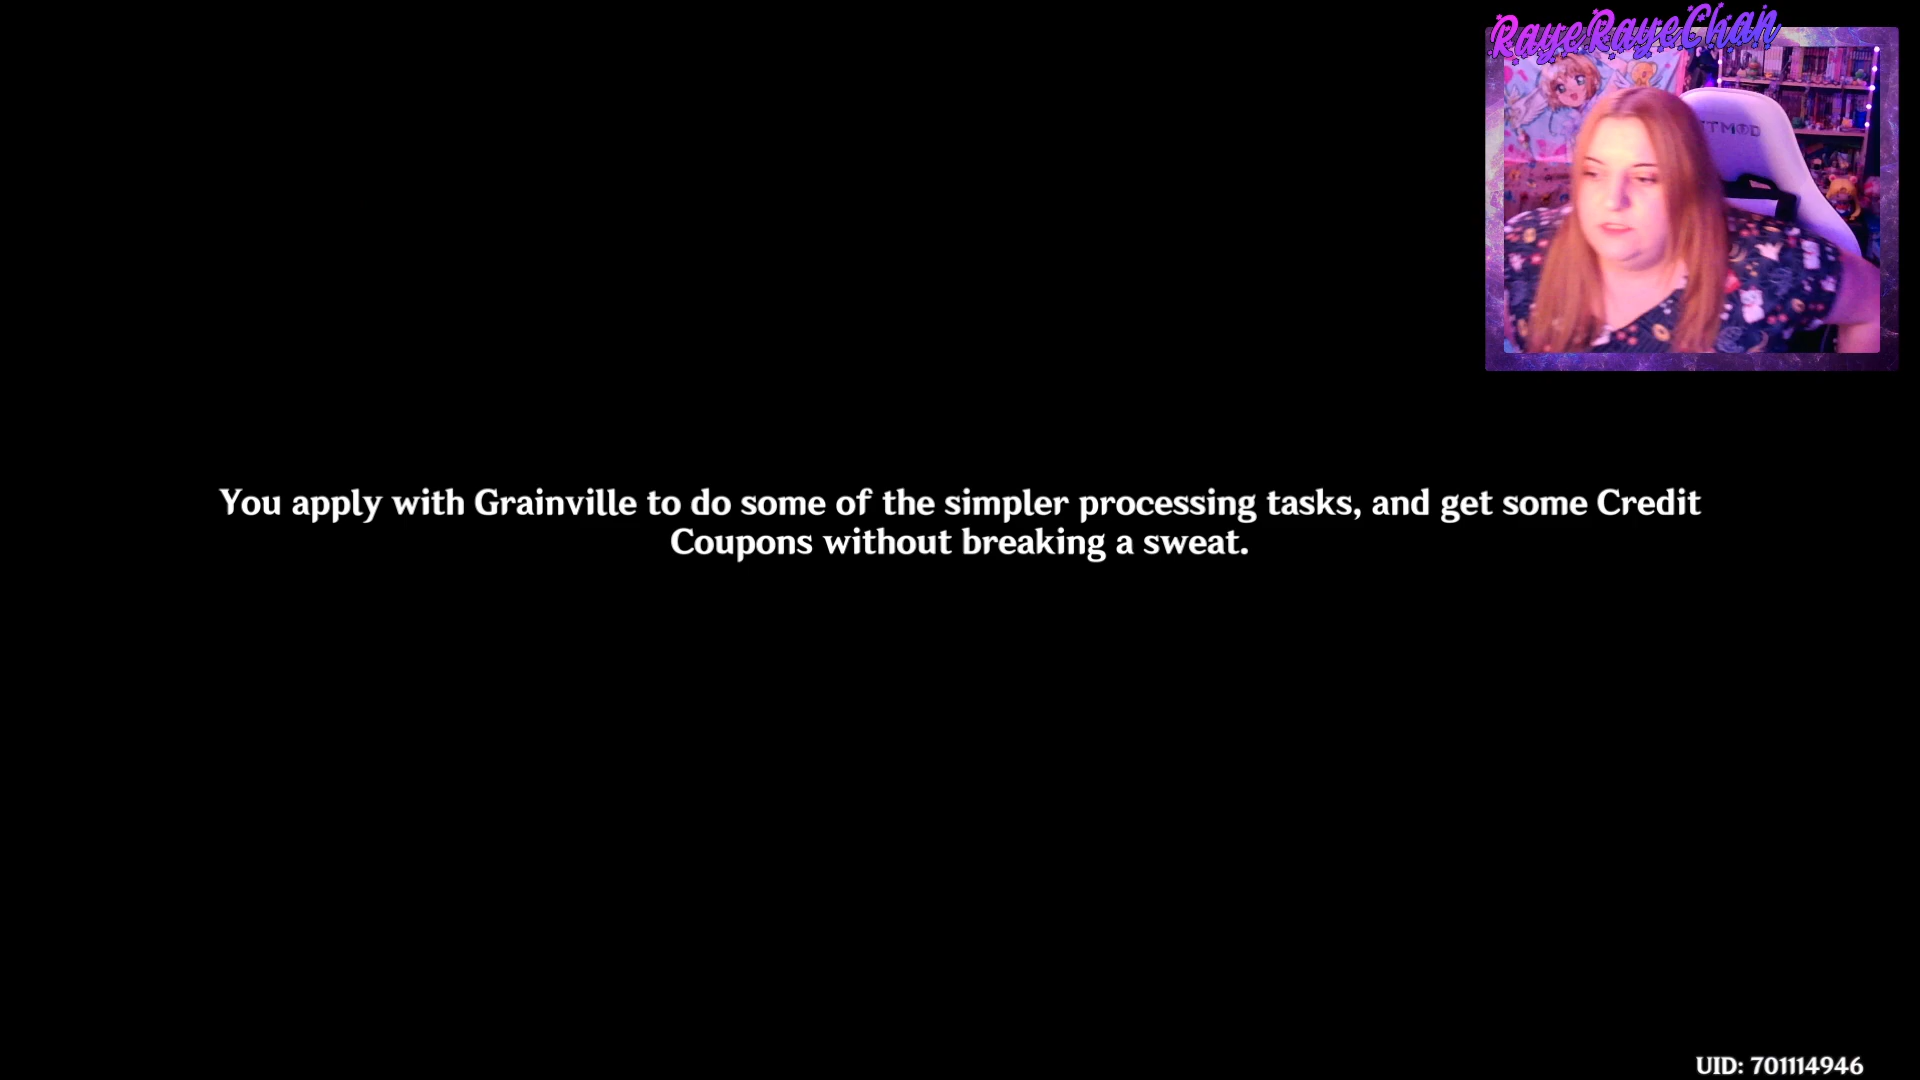 RayeRayeChan
You apply with Grainville to do some of the simpler processing tasks, and get some Credit
Coupons without breaking a sweat.
UID: 701114946